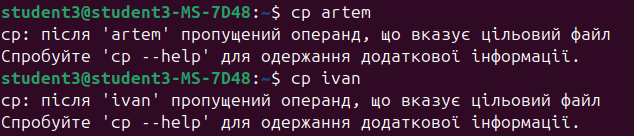 student3@student3-MS-7D48:~$ cp artem
cp: після 'artem' пропущений операнд, що вказує цільовий файл
Спробуйте 'cp --help' для одержання додаткової інформації.
student3@student3-MS-7D48:~$ cp ivan
cp: після 'ivan' пропущений операнд, що вказує цільовий файл
Спробуйте 'cp --help' для одержання додаткової інформації.